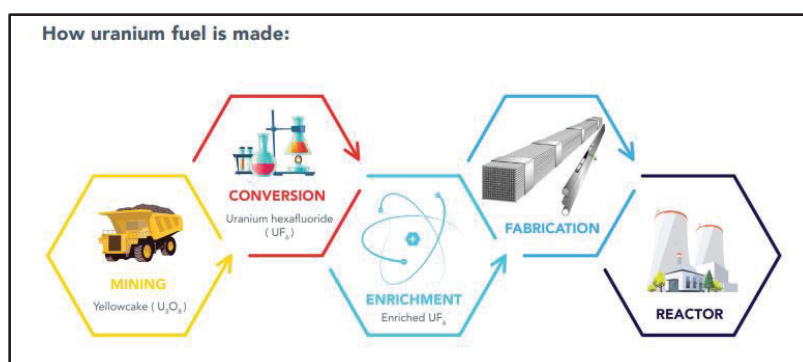 How uranium fuel is made:
MINING
Yellowcake ( U₃O₈ )
CONVERSION
Uranium hexafluoride
( UF₆ )
ENRICHMENT
Enriched UF₆
FABRICATION
REACTOR